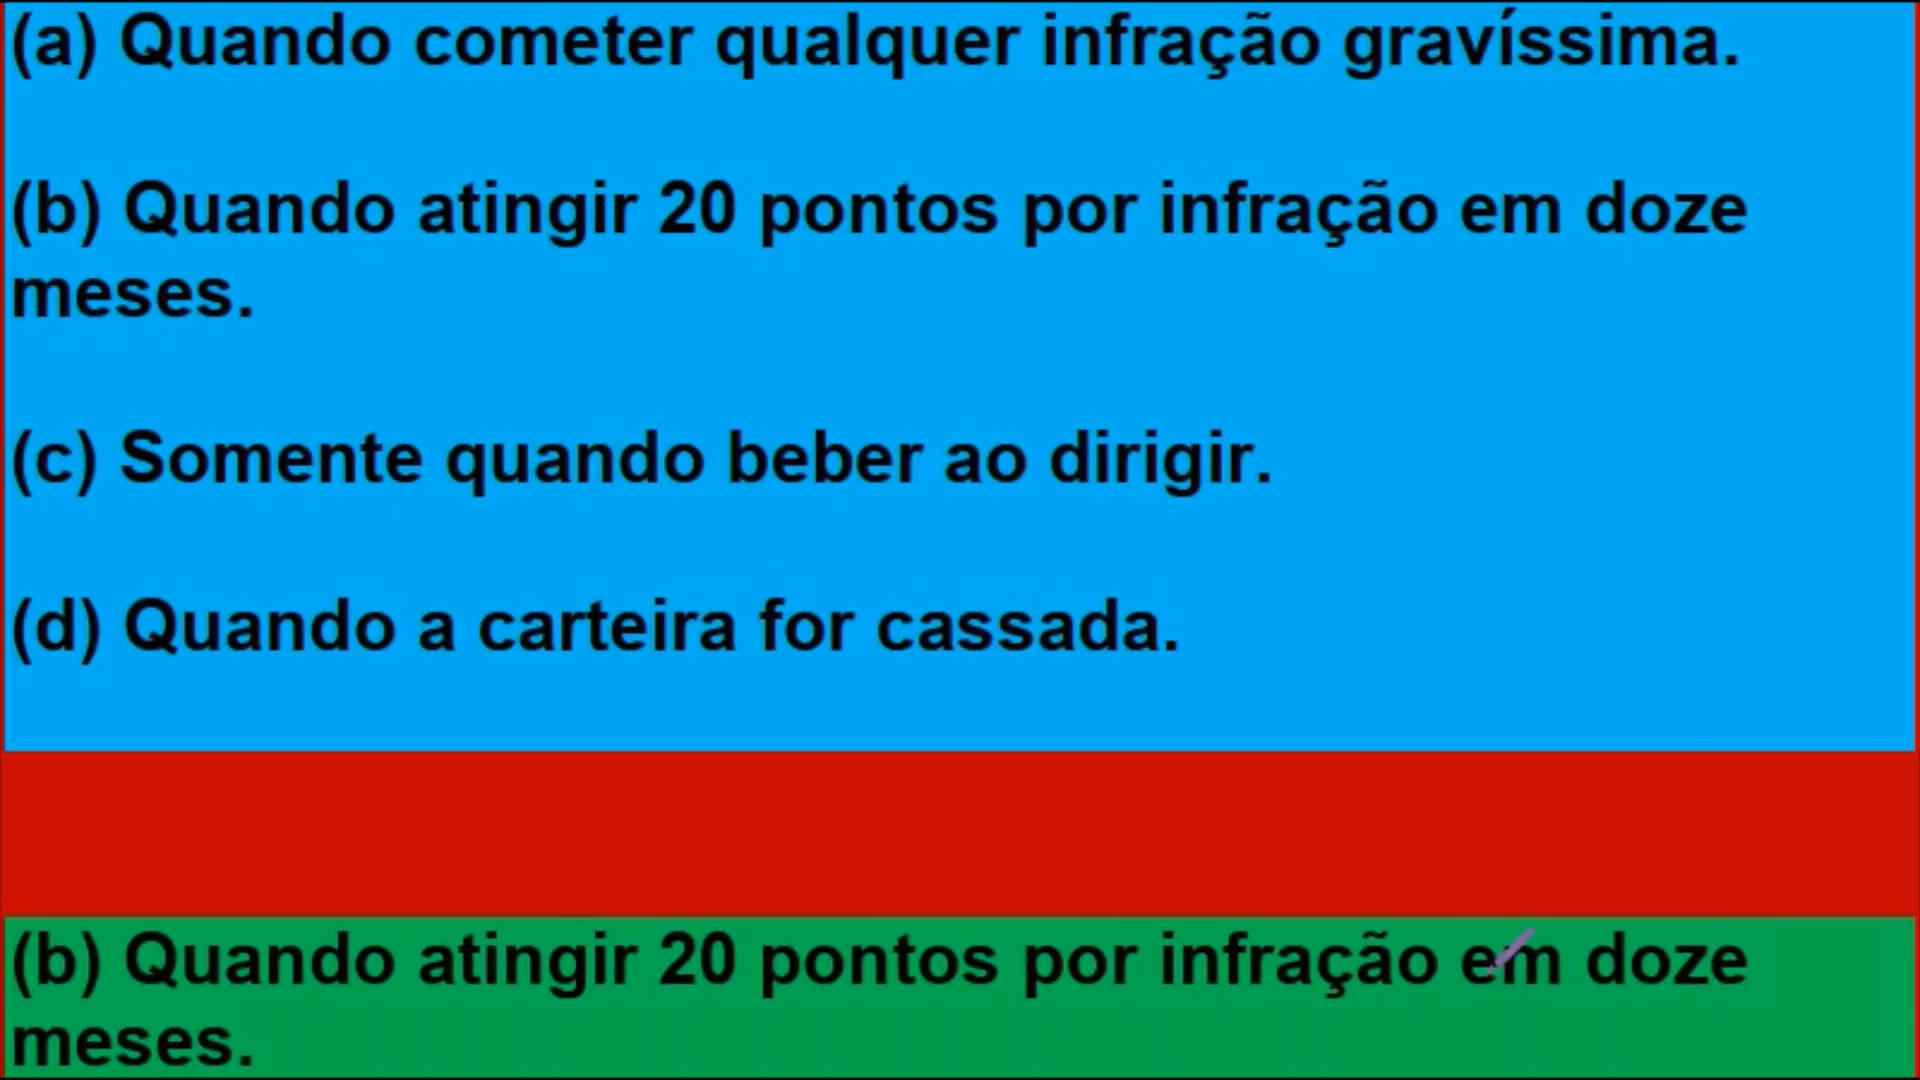 (a) Quando cometer qualquer infração gravíssima.
(b) Quando atingir 20 pontos por infração em doze
meses.
(c) Somente quando beber ao dirigir.
(d) Quando a carteira for cassada.
(b) Quando atingir 20 pontos por infração em doze
meses.